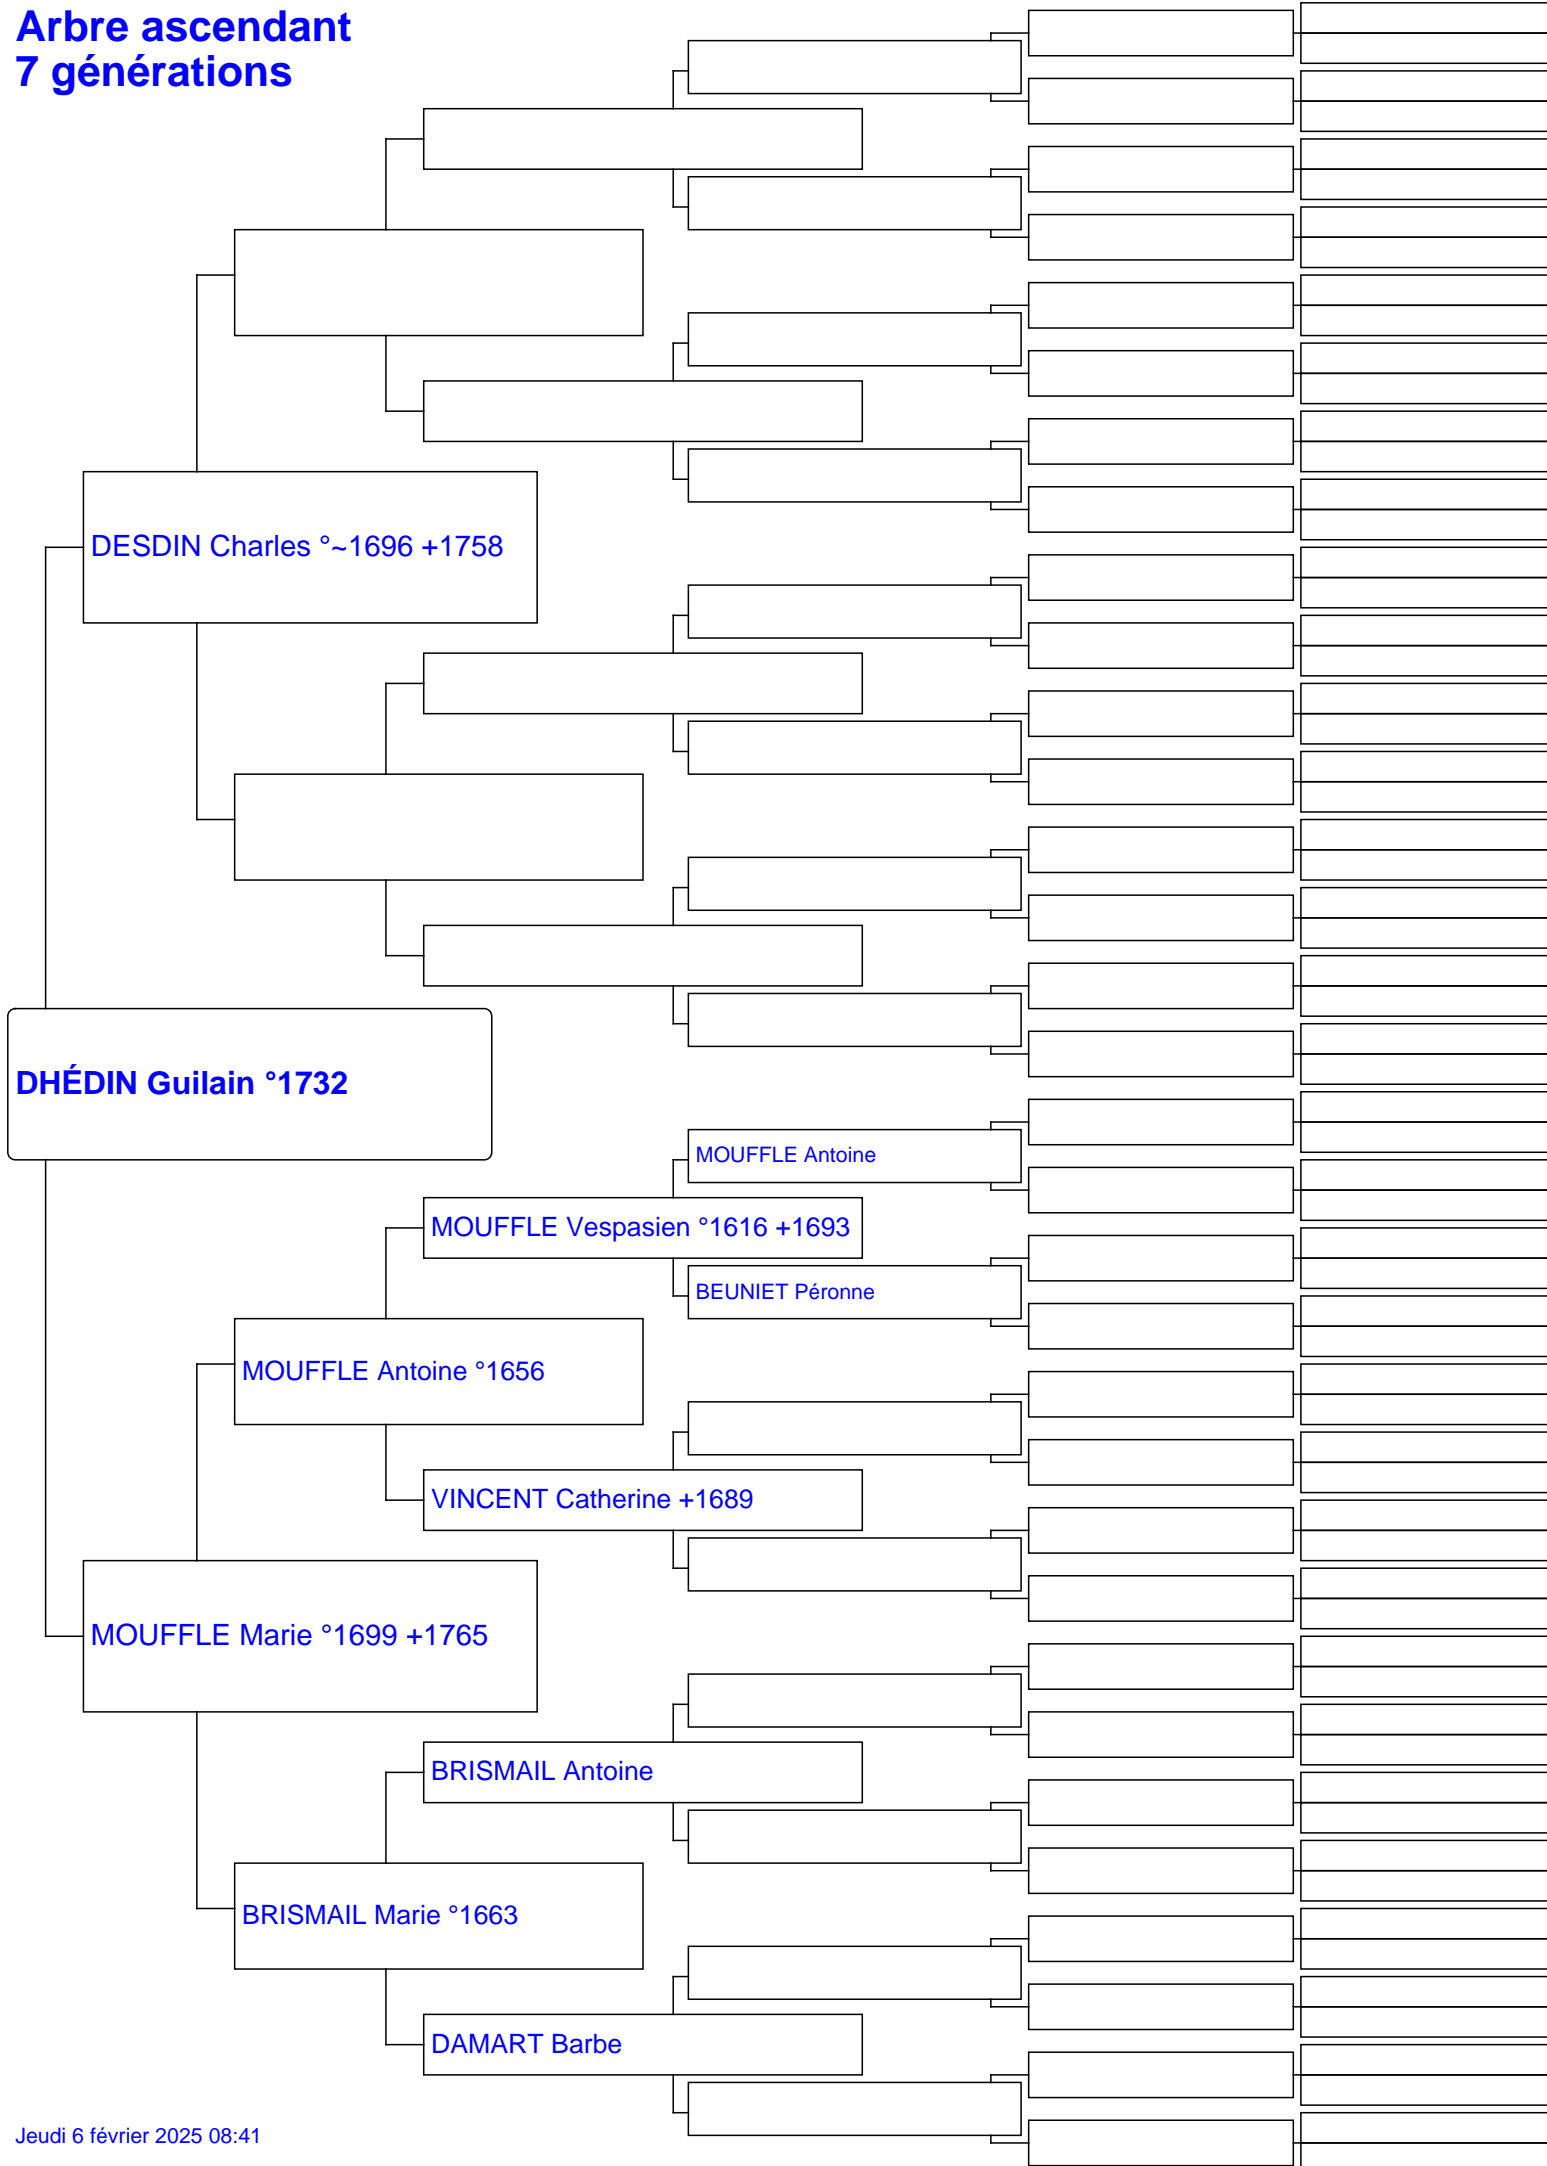 Arbre ascendant
7 générations
DESDIN Charles °~1696 +1758
DHÉDIN Guilain °1732
MOUFFLE Antoine
MOUFFLE Vespasien °1616 +1693
BEUNIET Péronne
MOUFFLE Antoine °1656
VINCENT Catherine +1689
MOUFFLE Marie °1699 +1765
BRISMAIL Antoine
BRISMAIL Marie °1663
DAMART Barbe
Jeudi 6 février 2025 08:41